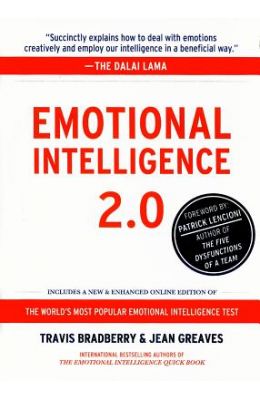 “Succinctly explains how to deal with emotions
creatively and employ our intelligence in a beneficial way.”
—THE DALAI LAMA
EMOTIONAL
INTELLIGENCE
2.0
FOREWORD BY:
PATRICK LENCIONI
AUTHOR OF
THE FIVE
DYSFUNCTIONS
OF A TEAM
INCLUDES A NEW & ENHANCED ONLINE EDITION OF
THE WORLD'S MOST POPULAR EMOTIONAL INTELLIGENCE TEST
TRAVIS BRADBERRY & JEAN GREAVES
INTERNATIONAL BESTSELLING AUTHORS OF
THE EMOTIONAL INTELLIGENCE QUICK BOOK